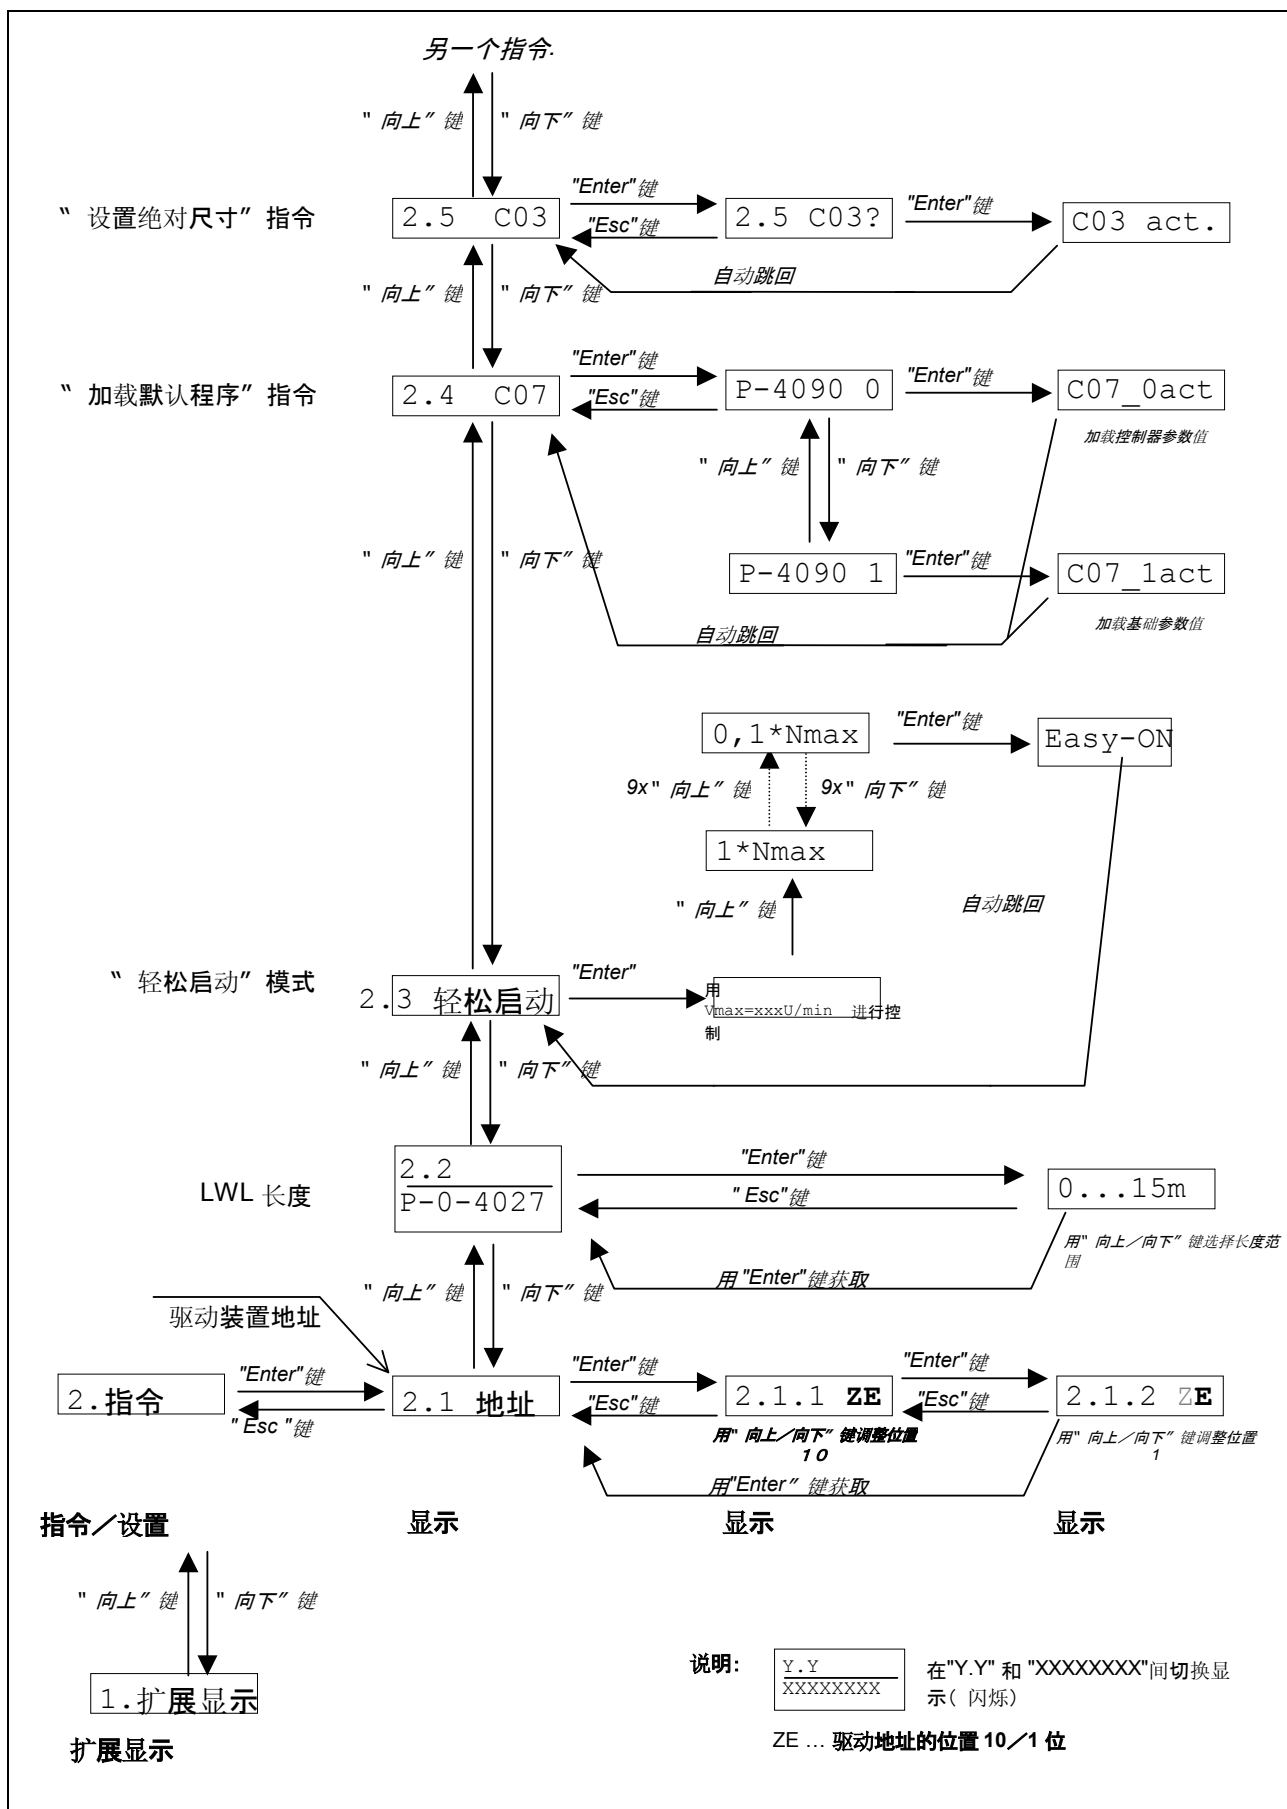 另一个指令.
" 向上" 键
" 向下" 键
" 设置绝对尺寸" 指令
2.5 C03
"Enter"键
"Esc"键
2.5 C03?
"Enter"键
C03 act.
自动跳回
" 向上" 键
" 向下" 键
" 加载默认程序" 指令
2.4 C07
"Enter"键
"Esc"键
P-4090 0
"Enter"键
C07_0act
加载控制器参数值
" 向上" 键
" 向下" 键
" 向上" 键
" 向下" 键
P-4090 1
"Enter"键
C07_1act
加载基础参数值
自动跳回
0,1*Nmax
"Enter"键
Easy-ON
9x" 向上" 键
9x" 向下" 键
1*Nmax
" 向上" 键
自动跳回
" 轻松启动" 模式
2.3 轻松启动
"Enter"
用
Vmax=xxxU/min 进行控
制
" 向上" 键
" 向下" 键
LWL 长度
2.2
P-0-4027
"Enter"键
" Esc"键
0...15m
用" 向上／向下" 键选择长度范
围
用 "Enter"键获取
" 向上" 键
" 向下" 键
驱动装置地址
2.指令
"Enter"键
" Esc "键
2.1 地址
"Enter"键
"Esc"键
2.1.1 ZE
"Enter"键
"Esc"键
2.1.2 ZE
用" 向上／向下" 键调整位置
１０
用" 向上／向下" 键调整位置
1
用"Enter" 键获取
指令／设置
显示
显示
显示
" 向上" 键
" 向下" 键
1.扩展显示
扩展显示
说明:
Y.Y
XXXXXXXX
在"Y.Y" 和 "XXXXXXXX"间切换显
示( 闪烁)
ZE … 驱动地址的位置 10／1 位